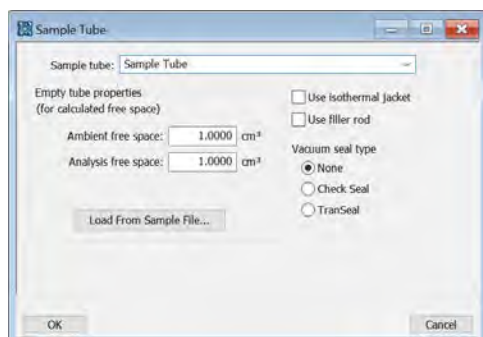 Sample Tube
Sample tube: Sample Tube
Empty tube properties
(for calculated free space)
Ambient free space: 1.0000 cm³
Analysis free space: 1.0000 cm³
Load From Sample File...
Use isothermal jacket
Use filler rod
Vacuum seal type
None
Check Seal
TranSeal
OK
Cancel